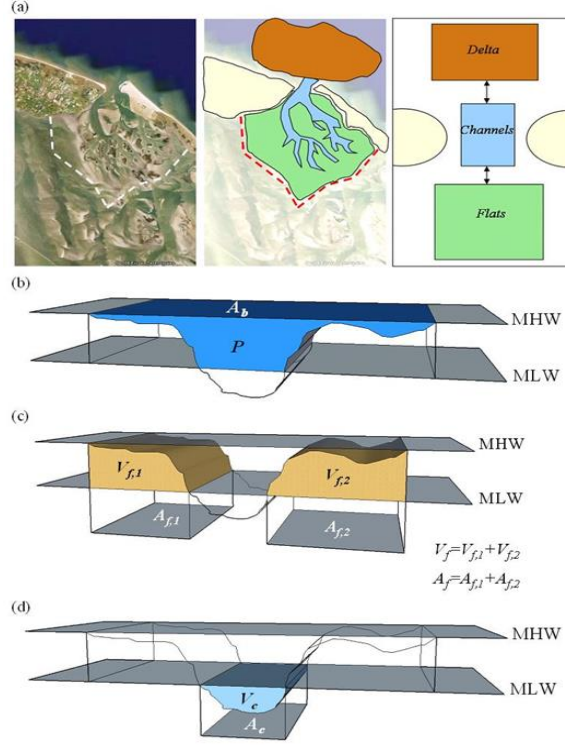 (a)
Delta
Channels
Flats
(b)
A_b
MHW
P
MLW
(c)
MHW
V_f,1
V_f,2
MLW
A_f,1
A_f,2
V_f=V_f,1+V_f,2
A_f=A_f,1+A_f,2
(d)
MHW
MLW
V_c
A_c